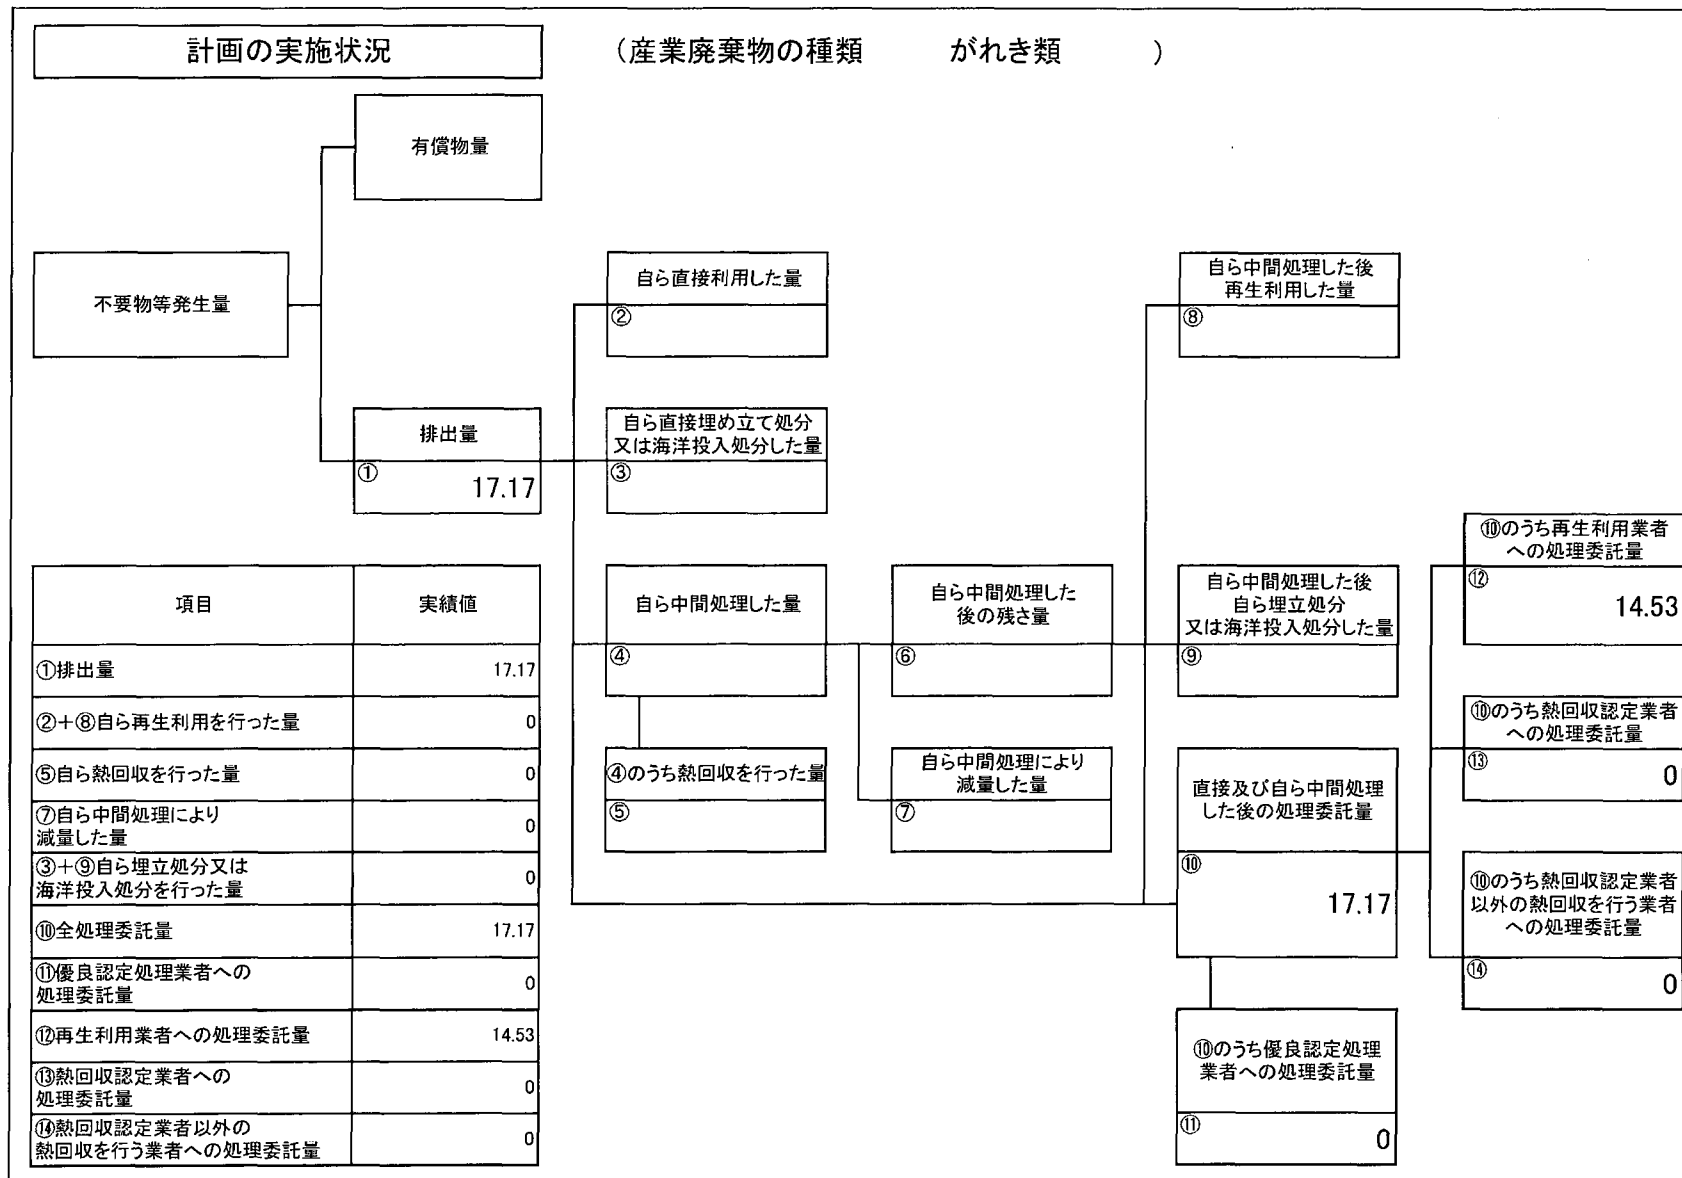 計画の実施状況 （産業廃棄物の種類 がれき類 ）
有償物量
不要物等発生量
自ら直接利用した量
②
自ら中間処理した後
再生利用した量
⑧
排出量
① 17.17
自ら直接埋め立て処分
又は海洋投入処分した量
③
⑩のうち再生利用業者
への処理委託量
⑫
14.53
自ら中間処理した量
④
自ら中間処理した
後の残さ量
⑥
自ら中間処理した後
自ら埋立処分
又は海洋投入処分した量
⑨
⑩のうち熱回収認定業者
への処理委託量
⑬
0
④のうち熱回収を行った量
⑤
自ら中間処理により
減量した量
⑦
直接及び自ら中間処理
した後の処理委託量
⑩
17.17
⑩のうち熱回収認定業者
以外の熱回収を行う業者
への処理委託量
⑭
0
⑩のうち優良認定処理
業者への処理委託量
⑪
0
項目 実績値
①排出量 17.17
②+⑧自ら再生利用を行った量 0
⑤自ら熱回収を行った量 0
⑦自ら中間処理により
減量した量 0
③+⑨自ら埋立処分又は
海洋投入処分を行った量 0
⑩全処理委託量 17.17
⑪優良認定処理業者への
処理委託量 0
⑫再生利用業者への処理委託量 14.53
⑬熱回収認定業者への
処理委託量 0
⑭熱回収認定業者以外の
熱回収を行う業者への処理委託量 0